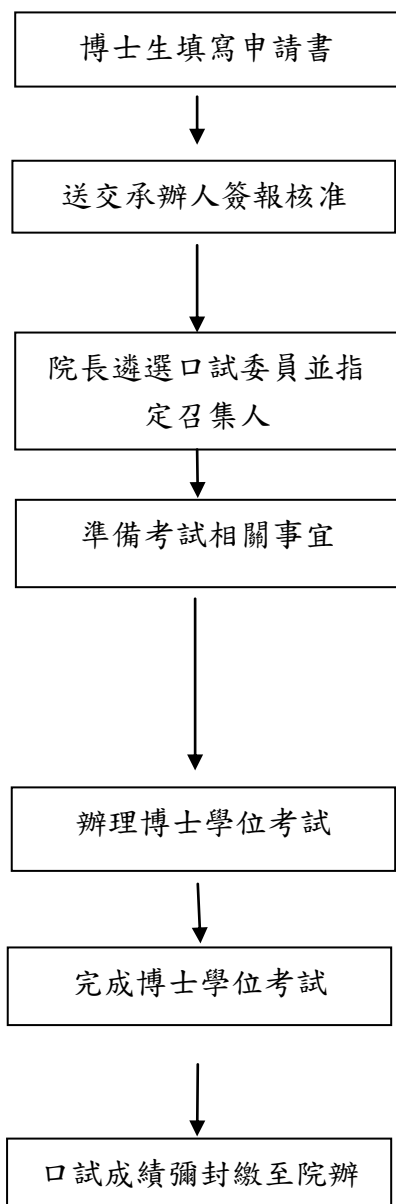 博士生填寫申請書
送交承辦人簽報核准
院長遴選口試委員並指
定召集人
準備考試相關事宜
辦理博士學位考試
完成博士學位考試
口試成績彌封繳至院辦